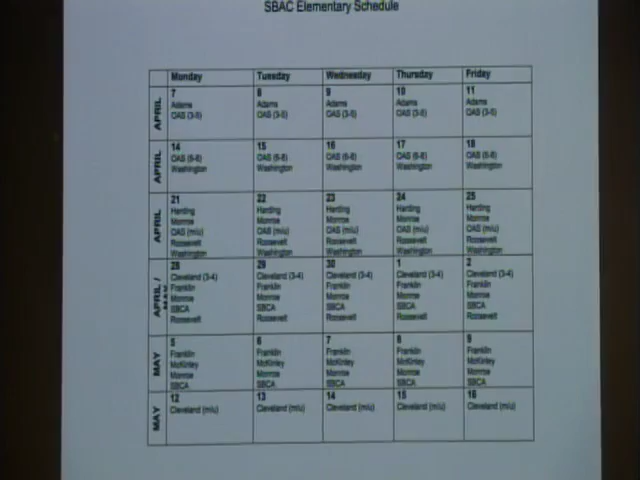 SBAC Elementary Schedule
Monday Tuesday Wednesday Thursday Friday
APRIL
7 8 9 10 11
Adams Adams Adams Adams Adams
OAS (3-5) OAS (3-5) OAS (3-5) OAS (3-5) OAS (3-5)
APRIL
14 15 16 17 18
OAS (6-8) OAS (6-8) OAS (6-8) OAS (6-8) OAS (6-8)
Washington Washington Washington Washington Washington
APRIL
21 22 23 24 25
Harding Harding Harding Harding Harding
Monroe Monroe Monroe Monroe Monroe
OAS (m/u) OAS (m/u) OAS (m/u) OAS (m/u) OAS (m/u)
Roosevelt Roosevelt Roosevelt Roosevelt Roosevelt
Washington Washington Washington Washington Washington
APRIL / MAY
28 29 30 1 2
Cleveland (3-4) Cleveland (3-4) Cleveland (3-4) Cleveland (3-4) Cleveland (3-4)
Franklin Franklin Franklin Franklin Franklin
Monroe Monroe Monroe Monroe Monroe
SBCA SBCA SBCA SBCA SBCA
Roosevelt Roosevelt Roosevelt Roosevelt Roosevelt
MAY
5 6 7 8 9
Franklin Franklin Franklin Franklin Franklin
McKinley McKinley McKinley McKinley McKinley
Monroe Monroe Monroe Monroe Monroe
SBCA SBCA SBCA SBCA SBCA
MAY
12 13 14 15 16
Cleveland (m/u) Cleveland (m/u) Cleveland (m/u) Cleveland (m/u) Cleveland (m/u)